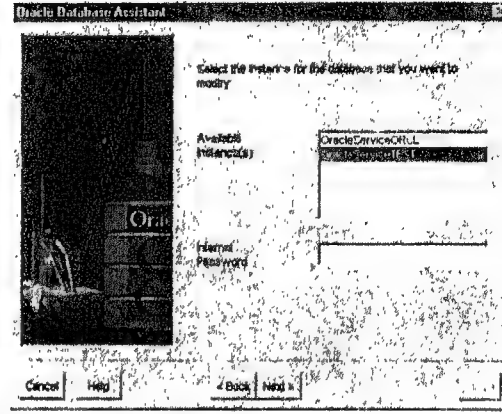 Oracle Database Assistant
Select the Instance for the database that you want to
modify
Available
Instance(s)
OracleServiceORCL
Orac
Internal
Password
Cancel
Help
< Back
Next >